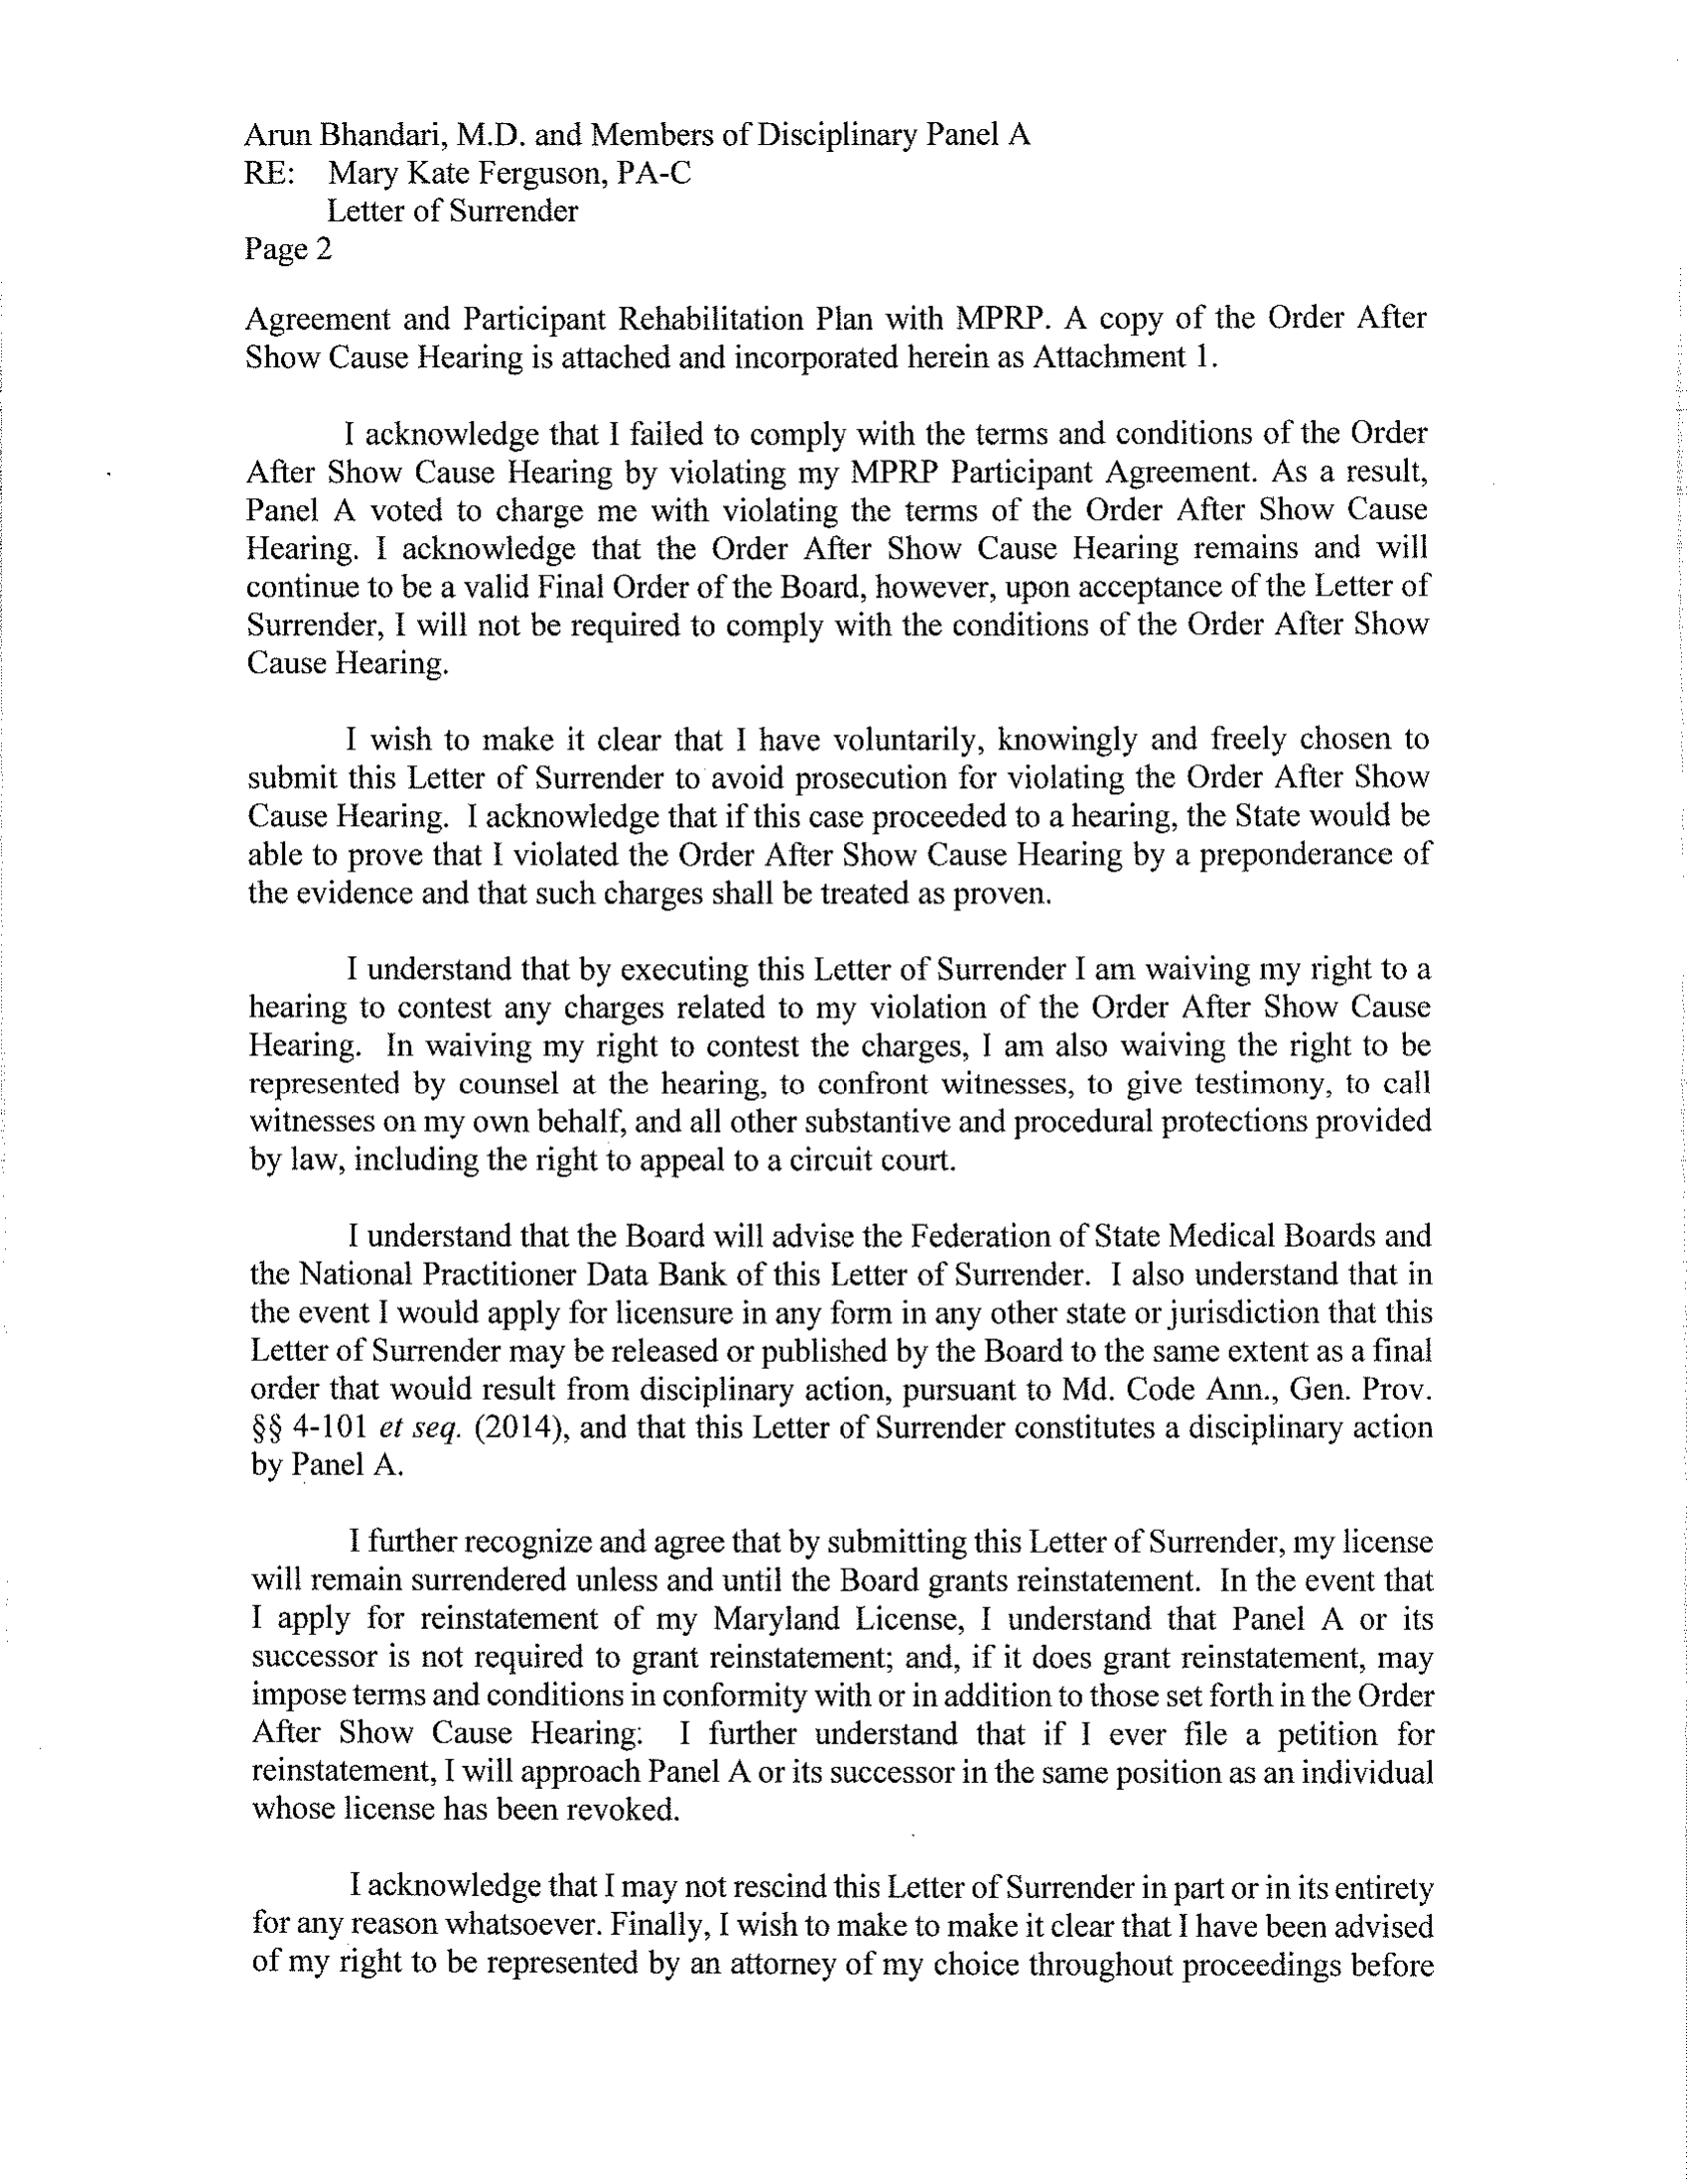 Arun Bhandari, M.D. and Members of Disciplinary Panel A
RE: Mary Kate Ferguson, PA-C
Letter of Surrender
Page 2
Agreement and Participant Rehabilitation Plan with MPRP. A copy of the Order After
Show Cause Hearing is attached and incorporated herein as Attachment 1.
I acknowledge that I failed to comply with the terms and conditions of the Order
After Show Cause Hearing by violating my MPRP Participant Agreement. As a result,
Panel A voted to charge me with violating the terms of the Order After Show Cause
Hearing. I acknowledge that the Order After Show Cause Hearing remains and will
continue to be a valid Final Order of the Board, however, upon acceptance of the Letter of
Surrender, I will not be required to comply with the conditions of the Order After Show
Cause Hearing.
I wish to make it clear that I have voluntarily, knowingly and freely chosen to
submit this Letter of Surrender to avoid prosecution for violating the Order After Show
Cause Hearing. I acknowledge that if this case proceeded to a hearing, the State would be
able to prove that I violated the Order After Show Cause Hearing by a preponderance of
the evidence and that such charges shall be treated as proven.
I understand that by executing this Letter of Surrender I am waiving my right to a
hearing to contest any charges related to my violation of the Order After Show Cause
Hearing. In waiving my right to contest the charges, I am also waiving the right to be
represented by counsel at the hearing, to confront witnesses, to give testimony, to call
witnesses on my own behalf, and all other substantive and procedural protections provided
by law, including the right to appeal to a circuit court.
I understand that the Board will advise the Federation of State Medical Boards and
the National Practitioner Data Bank of this Letter of Surrender. I also understand that in
the event I would apply for licensure in any form in any other state or jurisdiction that this
Letter of Surrender may be released or published by the Board to the same extent as a final
order that would result from disciplinary action, pursuant to Md. Code Ann., Gen. Prov.
§§ 4-101 et seq. (2014), and that this Letter of Surrender constitutes a disciplinary action
by Panel A.
I further recognize and agree that by submitting this Letter of Surrender, my license
will remain surrendered unless and until the Board grants reinstatement. In the event that
I apply for reinstatement of my Maryland License, I understand that Panel A or its
successor is not required to grant reinstatement; and, if it does grant reinstatement, may
impose terms and conditions in conformity with or in addition to those set forth in the Order
After Show Cause Hearing: I further understand that if I ever file a petition for
reinstatement, I will approach Panel A or its successor in the same position as an individual
whose license has been revoked.
I acknowledge that I may not rescind this Letter of Surrender in part or in its entirety
for any reason whatsoever. Finally, I wish to make to make it clear that I have been advised
of my right to be represented by an attorney of my choice throughout proceedings before